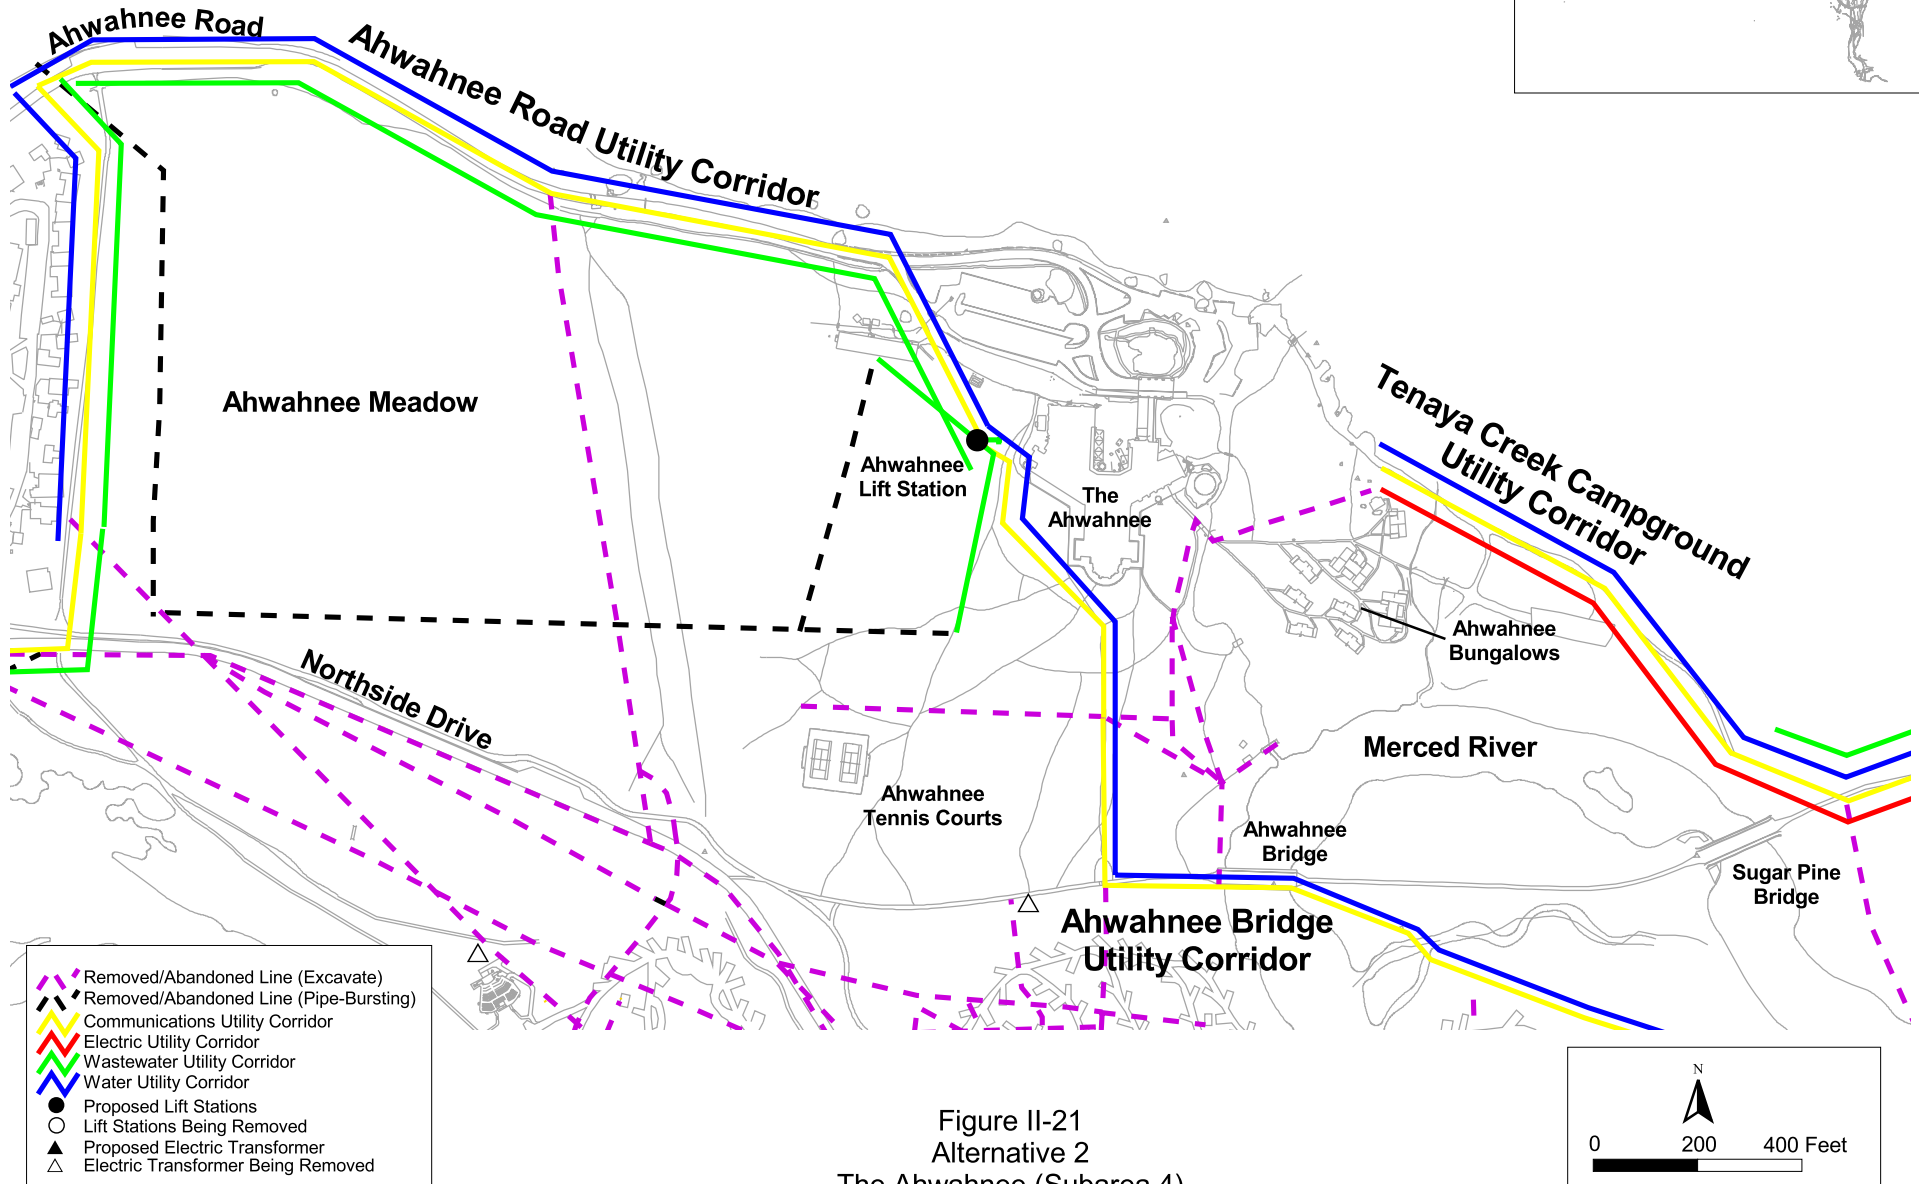 Ahwahnee Road
Ahwahnee Road Utility Corridor
Ahwahnee Meadow
Ahwahnee
Lift Station
The
Ahwahnee
Tenaya Creek Campground
Utility Corridor
Ahwahnee
Bungalows
Northside Drive
Merced River
Ahwahnee
Tennis Courts
Ahwahnee
Bridge
Sugar Pine
Bridge
Ahwahnee Bridge
Utility Corridor
Removed/Abandoned Line (Excavate)
Removed/Abandoned Line (Pipe-Bursting)
Communications Utility Corridor
Electric Utility Corridor
Wastewater Utility Corridor
Water Utility Corridor
Proposed Lift Stations
Lift Stations Being Removed
Proposed Electric Transformer
Electric Transformer Being Removed
Figure II-21
Alternative 2
The Ahwahnee (Subarea 4)
N
0 200 400 Feet